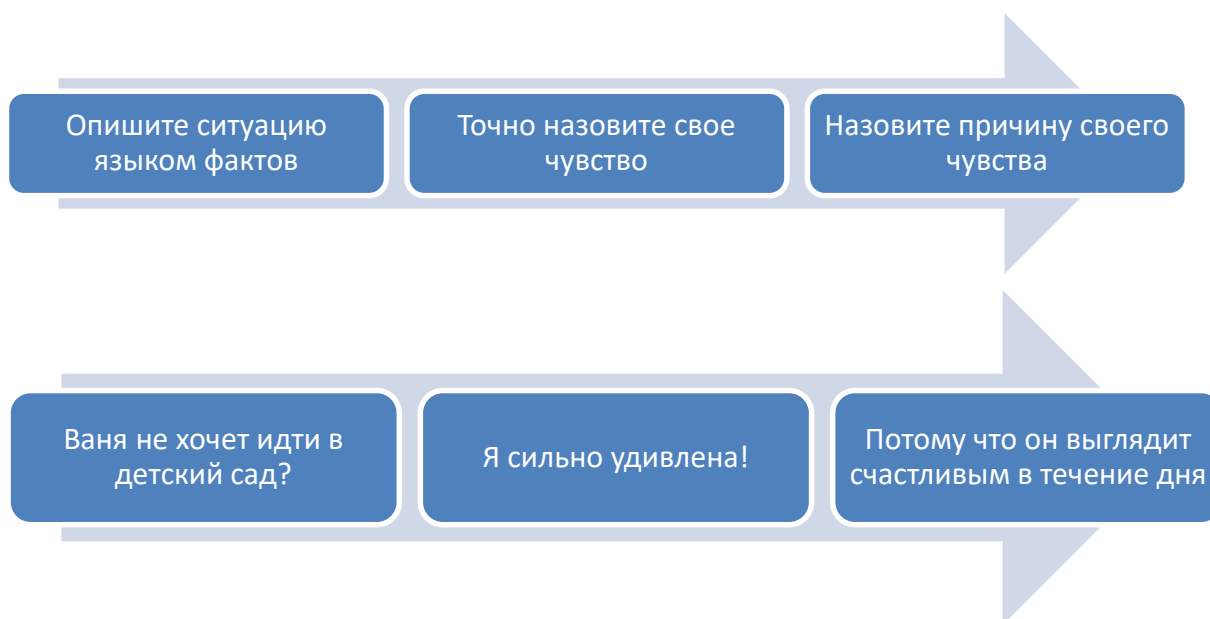 Опишите ситуацию
языком фактов
Точно назовите свое
чувство
Назовите причину своего
чувства
Ваня не хочет идти в
детский сад?
Я сильно удивлена!
Потому что он выглядит
счастливым в течение дня